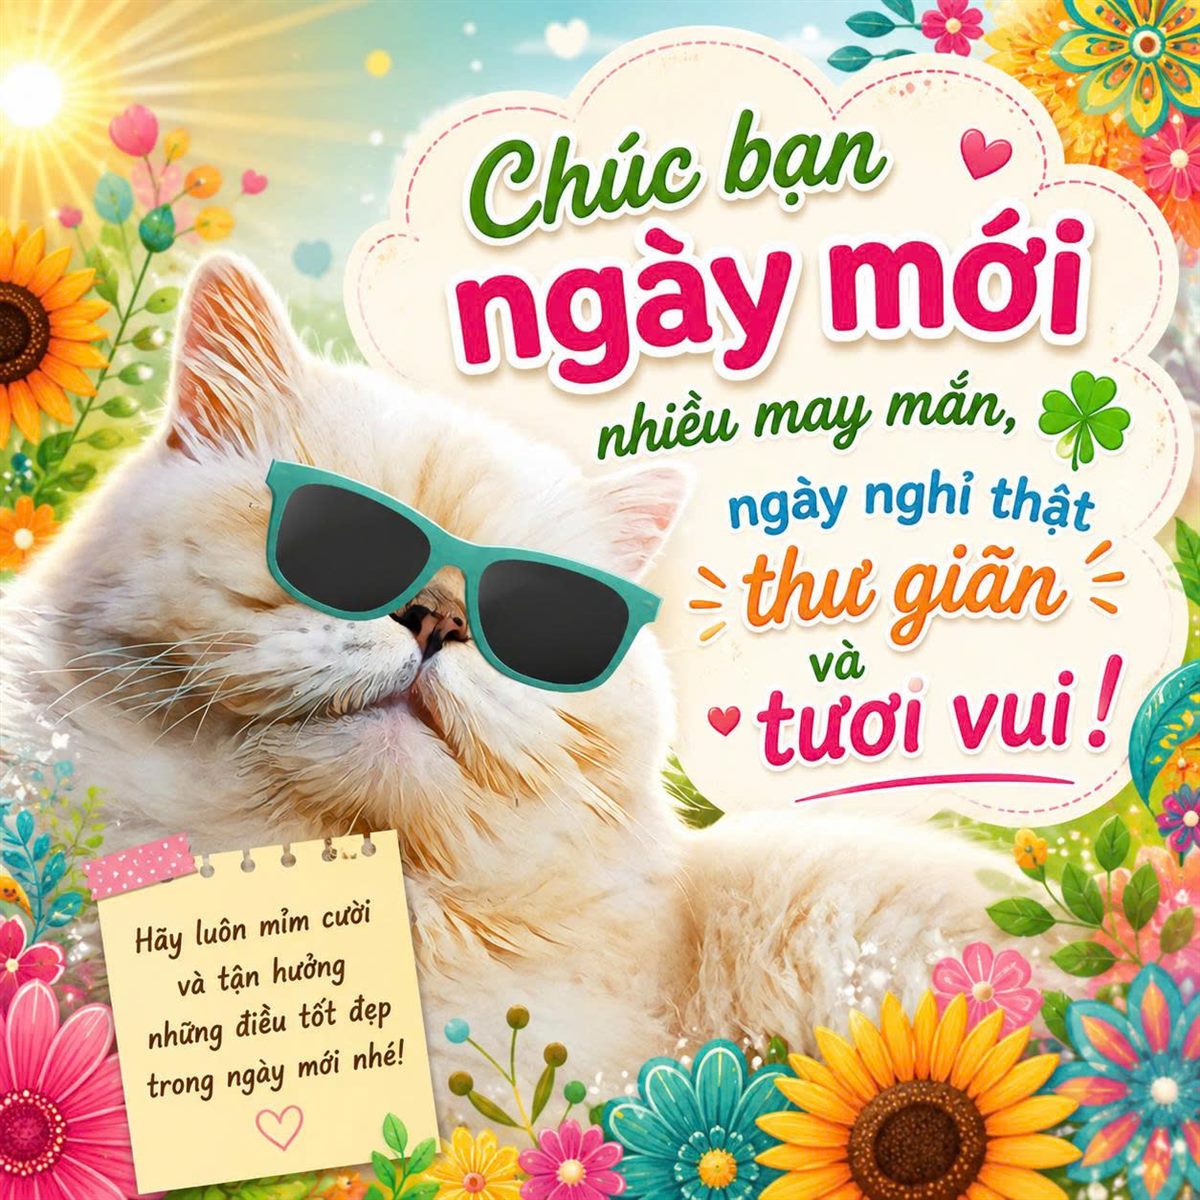 Chúc bạn
ngày mới
nhiều may mắn,
ngày nghỉ thật
thư giãn
và
tươi vui!
Hãy luôn mỉm cười
và tận hưởng
những điều tốt đẹp
trong ngày mới nhé!